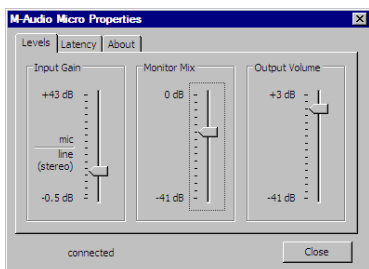 M-Audio Micro Properties
Levels Latency About
Input Gain
+43 dB
mic
line
(stereo)
-0.5 dB
Monitor Mix
0 dB
-41 dB
Output Volume
+3 dB
-41 dB
connected
Close